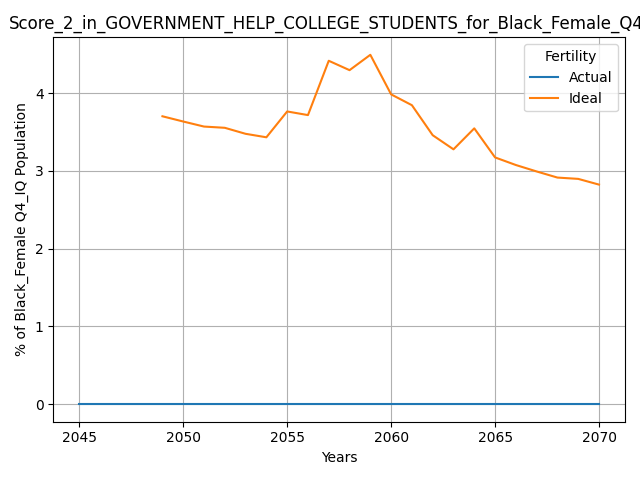 Score_2_in_GOVERNMENT_HELP_COLLEGE_STUDENTS_for_Black_Female_Q4
Fertility
Actual
Ideal
% of Black_Female Q4_IQ Population
4
3
2
1
0
2045 2050 2055 2060 2065 2070
Years